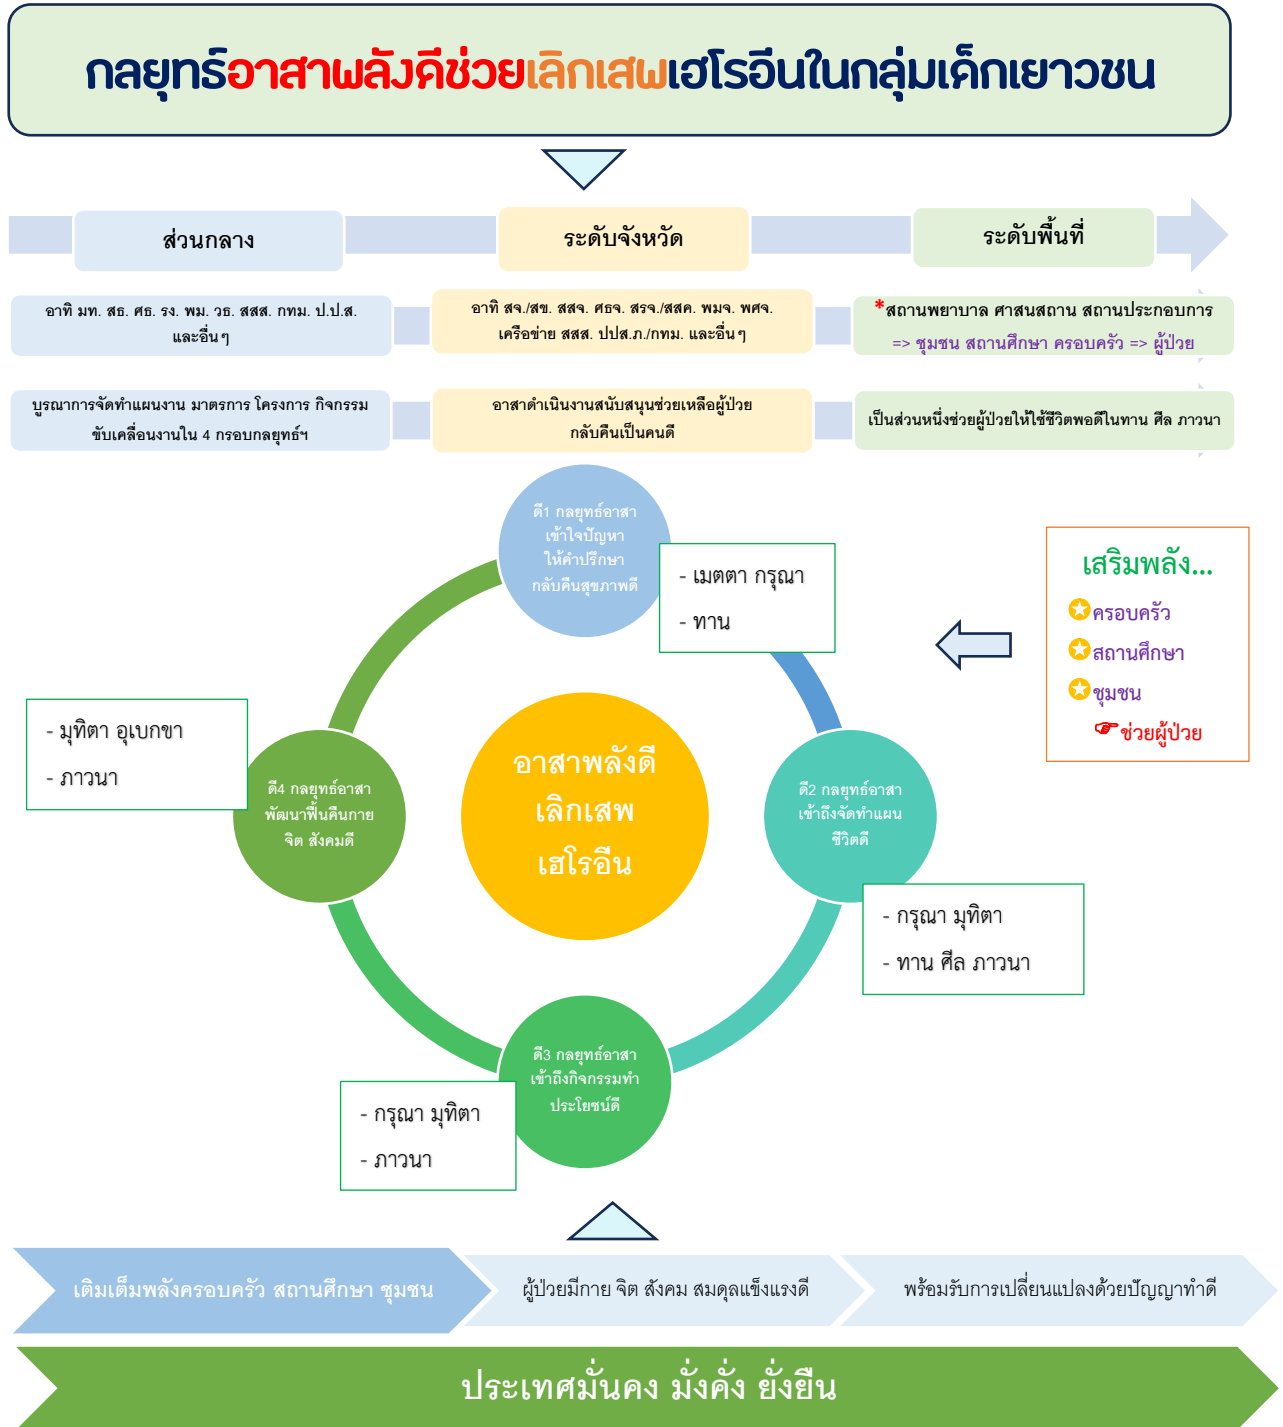 กลยุทธ์อาสาพลังดีช่วยเลิกเสพเฮโรอีนในกลุ่มเด็กเยาวชน
ส่วนกลาง
ระดับจังหวัด
ระดับพื้นที่
อาทิ มท. สธ. ศธ. รง. พม. วธ. สสส. กทม. ป.ป.ส.
และอื่นๆ
อาทิ สจ./สข. สสจ. ศธจ. สรจ./สสค. พมจ. พศจ.
เครือข่าย สสส. ปปส.ภ./กทม. และอื่นๆ
*สถานพยาบาล ศาสนสถาน สถานประกอบการ
=> ชุมชน สถานศึกษา ครอบครัว => ผู้ป่วย
บูรณาการจัดทำแผนงาน มาตรการ โครงการ กิจกรรม
ขับเคลื่อนงานใน 4 กรอบกลยุทธ์ฯ
อาสาดำเนินงานสนับสนุนช่วยเหลือผู้ป่วย
กลับคืนเป็นคนดี
เป็นส่วนหนึ่งช่วยผู้ป่วยให้ใช้ชีวิตพอดีในทาน ศีล ภาวนา
ดี1 กลยุทธ์อาสา
เข้าใจปัญหา
ให้คำปรึกษา
กลับคืนสุขภาพดี
- เมตตา กรุณา
- ทาน
เสริมพลัง...
ครอบครัว
สถานศึกษา
ชุมชน
☞ช่วยผู้ป่วย
- มุทิตา อุเบกขา
- ภาวนา
ดี4 กลยุทธ์อาสา
พัฒนาฟื้นคืนกาย
จิต สังคมดี
อาสาพลังดี
เลิกเสพ
เฮโรอีน
ดี2 กลยุทธ์อาสา
เข้าถึงจัดทำแผน
ชีวิตดี
- กรุณา มุทิตา
- ทาน ศีล ภาวนา
ดี3 กลยุทธ์อาสา
เข้าถึงกิจกรรมทำ
ประโยชน์ดี
- กรุณา มุทิตา
- ภาวนา
เติมเต็มพลังครอบครัว สถานศึกษา ชุมชน
ผู้ป่วยมีกาย จิต สังคม สมดุลแข็งแรงดี
พร้อมรับการเปลี่ยนแปลงด้วยปัญญาทำดี
ประเทศมั่นคง มั่งคั่ง ยั่งยืน